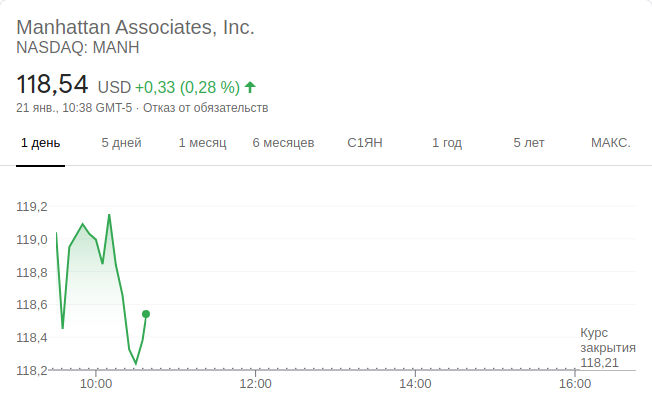 Manhattan Associates, Inc.
NASDAQ: MANH
118,54 USD +0,33 (0,28 %)
21 янв., 10:38 GMT-5 · Отказ от обязательств
1 день 5 дней 1 месяц 6 месяцев С1ЯН 1 год 5 лет МАКС.
119,2
119,0
118,8
118,6
118,4
118,2
Курс
закрытия
118,21
10:00 12:00 14:00 16:00